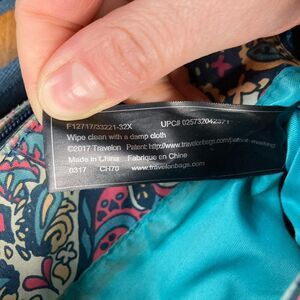 F12717/33221-32X UPC# 025732042371
Wipe clean with a damp cloth
©2017 Travelon Patent: http://www.travelonbags.com/patent-marking/
Made in China Fabrique en Chine
0317 CH70 www.travelonbags.com